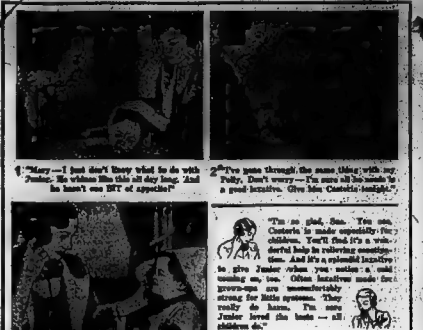 1 "Mary—I just don't know what to do with
Junior. He whines like this all day long. And
he hasn't one BIT of appetite!"
2 "I've gone through the same thing with my
Polly. Don't worry—I'm sure all he needs is
a good laxative. Give him Castoria tonight."
"I'm so glad, Sue. You see,
Castoria is made especially for
children. You'll find it's a won-
derful help in relieving constipa-
tion. And it's a splendid laxative
to give Junior when you notice a cold
coming on, too. Often laxatives made for
grown-ups are uncomfortably
strong for little systems. They
really do harm. I'm sure
Junior loved the taste — all
children do."